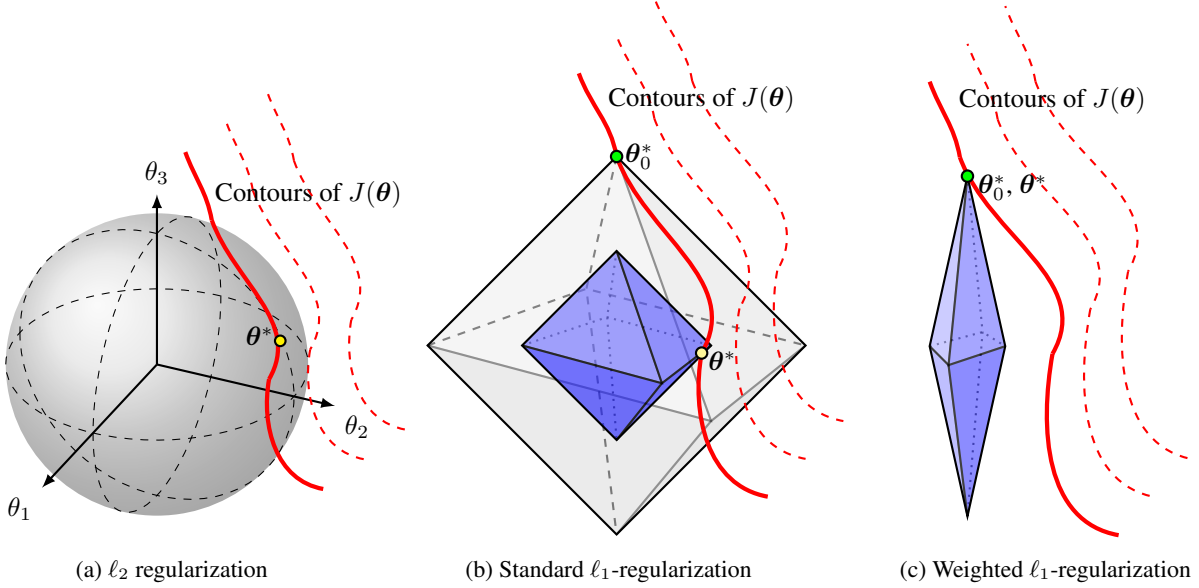 Contours of J(θ)
θ₃
θ*
θ₂
θ₁
(a) ℓ₂ regularization
Contours of J(θ)
θ₀*
θ*
(b) Standard ℓ₁-regularization
Contours of J(θ)
θ₀*, θ*
(c) Weighted ℓ₁-regularization